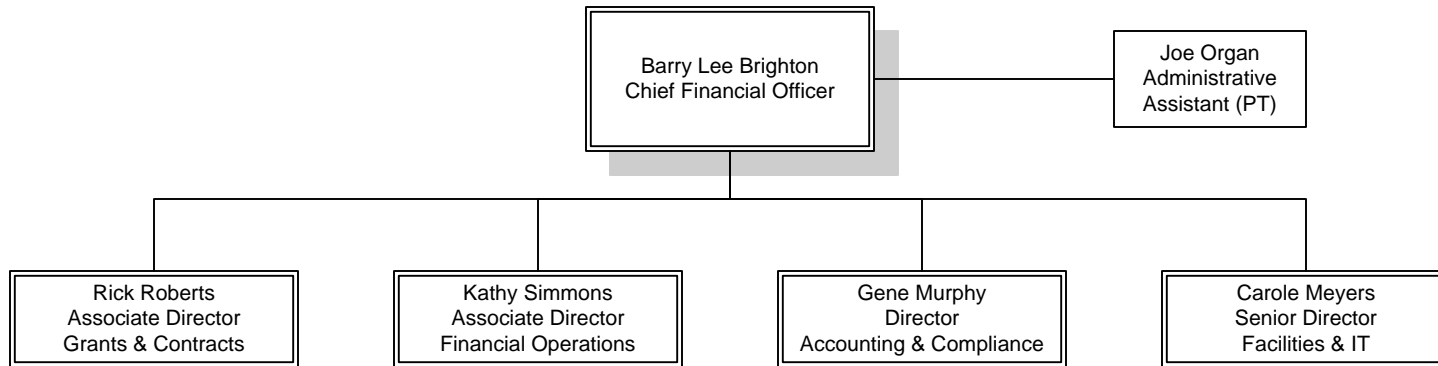 Barry Lee Brighton
Chief Financial Officer
Joe Organ
Administrative
Assistant (PT)
Rick Roberts
Associate Director
Grants & Contracts
Kathy Simmons
Associate Director
Financial Operations
Gene Murphy
Director
Accounting & Compliance
Carole Meyers
Senior Director
Facilities & IT